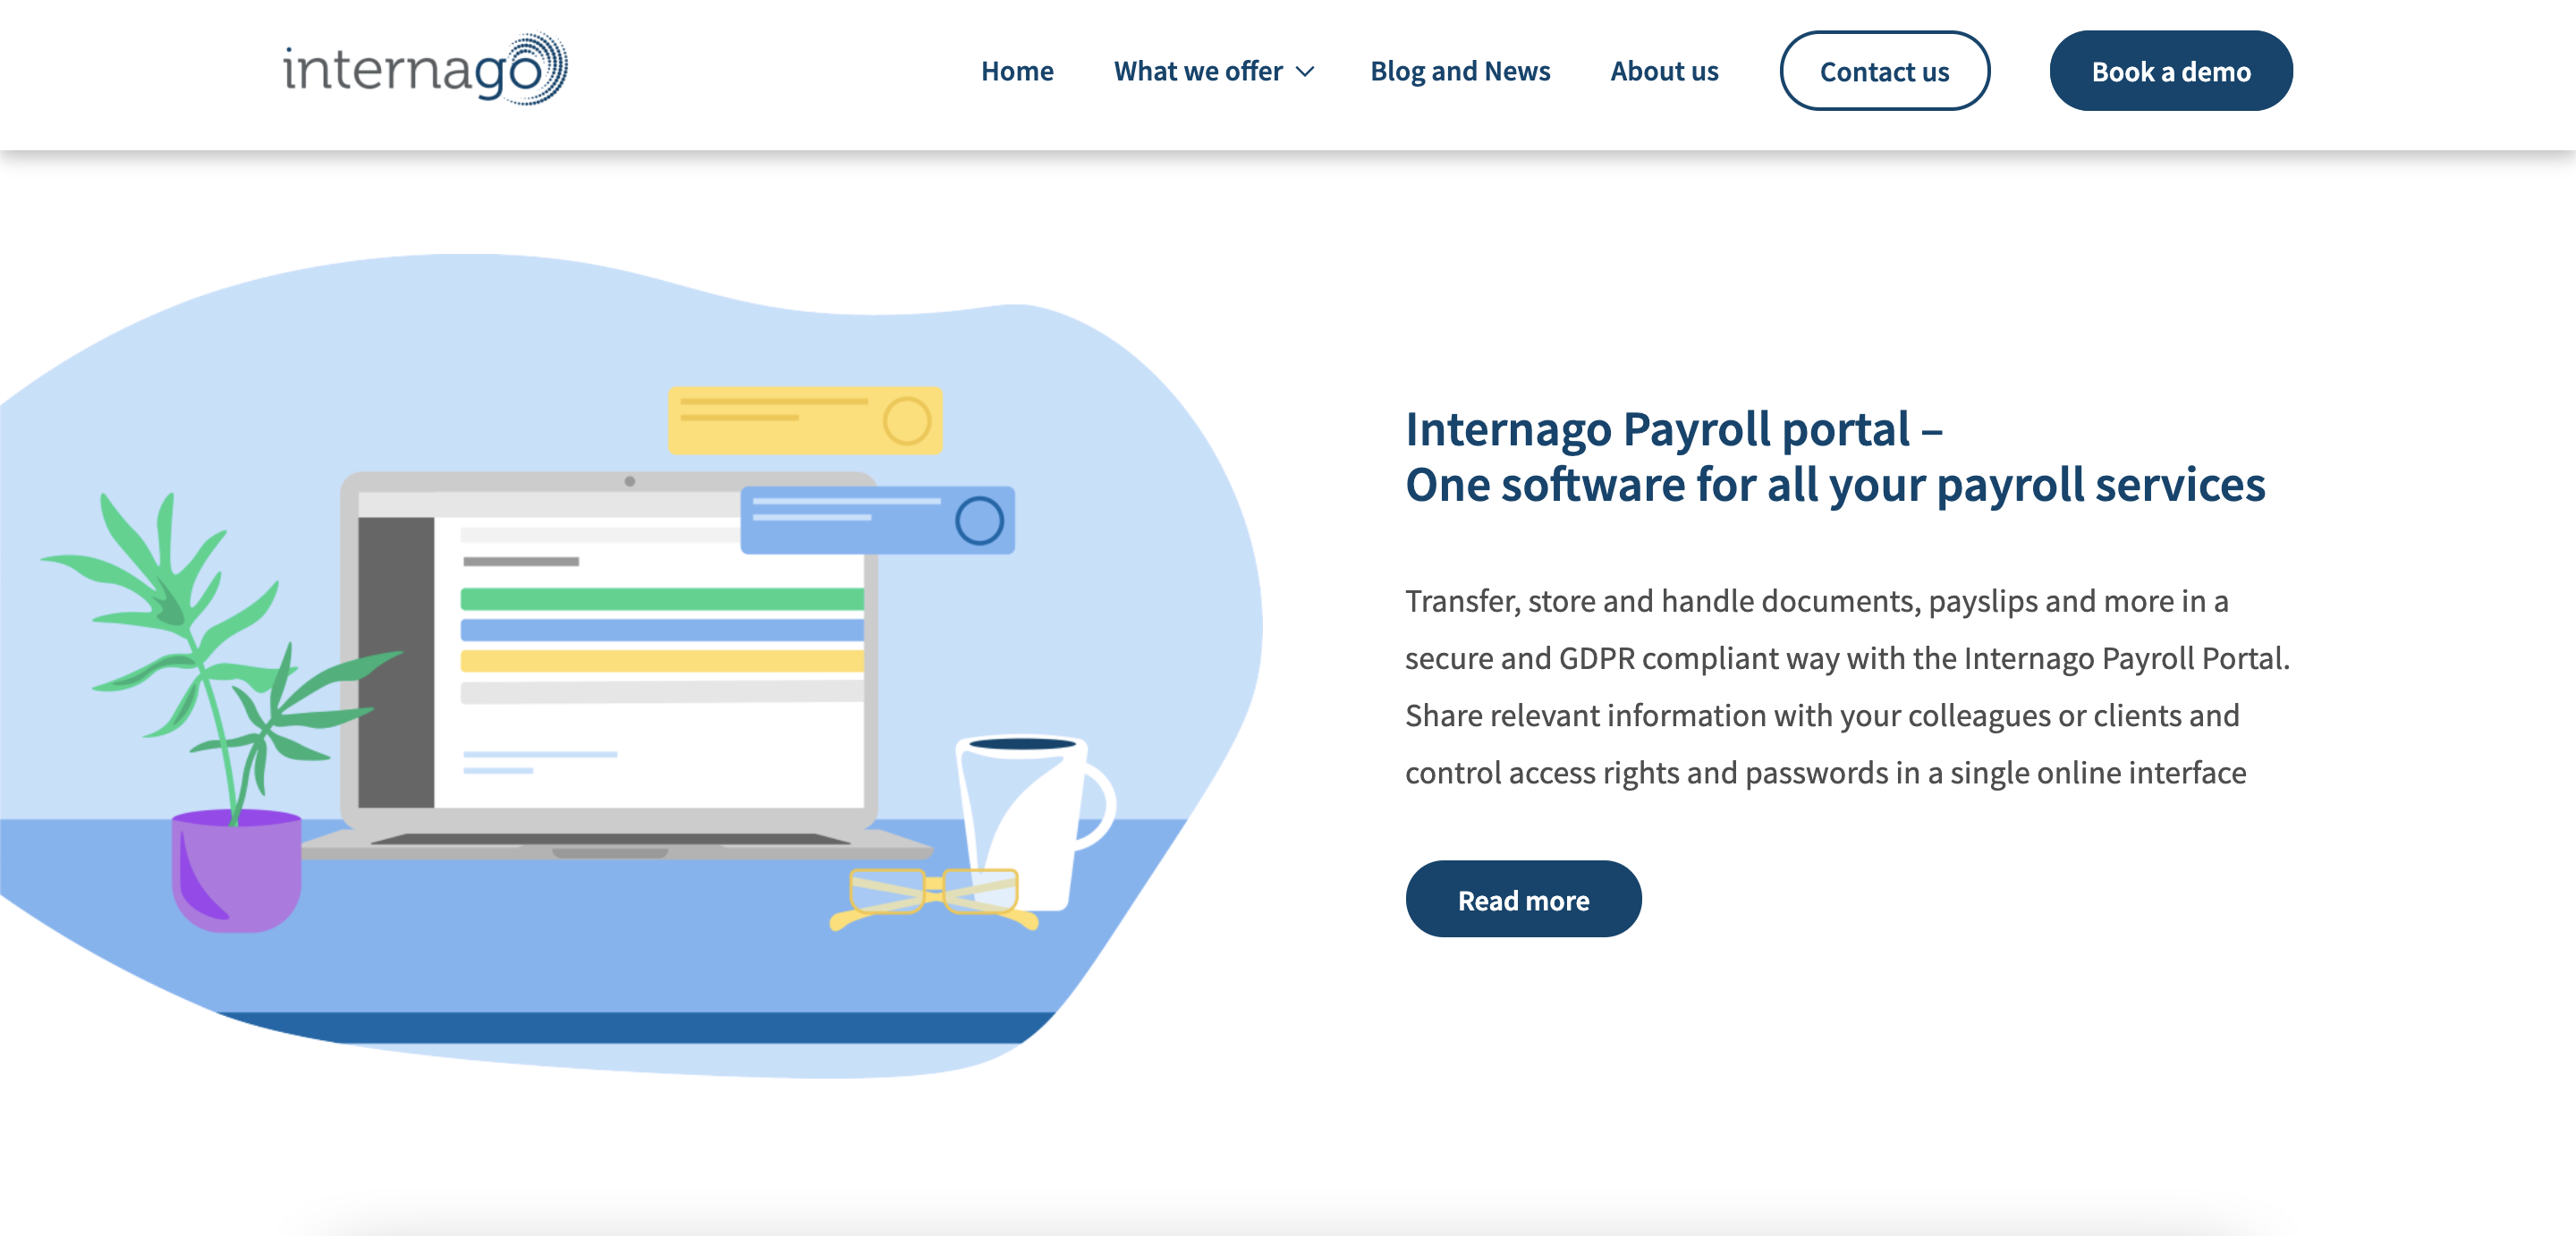 internago
Home
What we offer
Blog and News
About us
Contact us
Book a demo
Internago Payroll portal –
One software for all your payroll services
Transfer, store and handle documents, payslips and more in a
secure and GDPR compliant way with the Internago Payroll Portal.
Share relevant information with your colleagues or clients and
control access rights and passwords in a single online interface
Read more